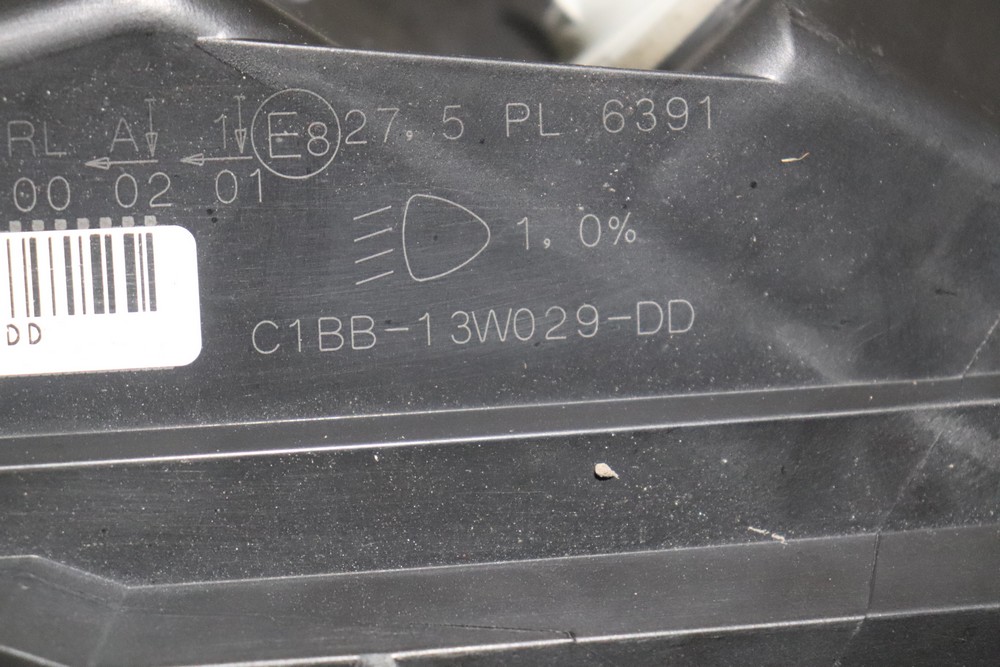 RL A 1 E8 27,5 PL 6391
00 02 01
1,0%
DD
C1BB-13W029-DD